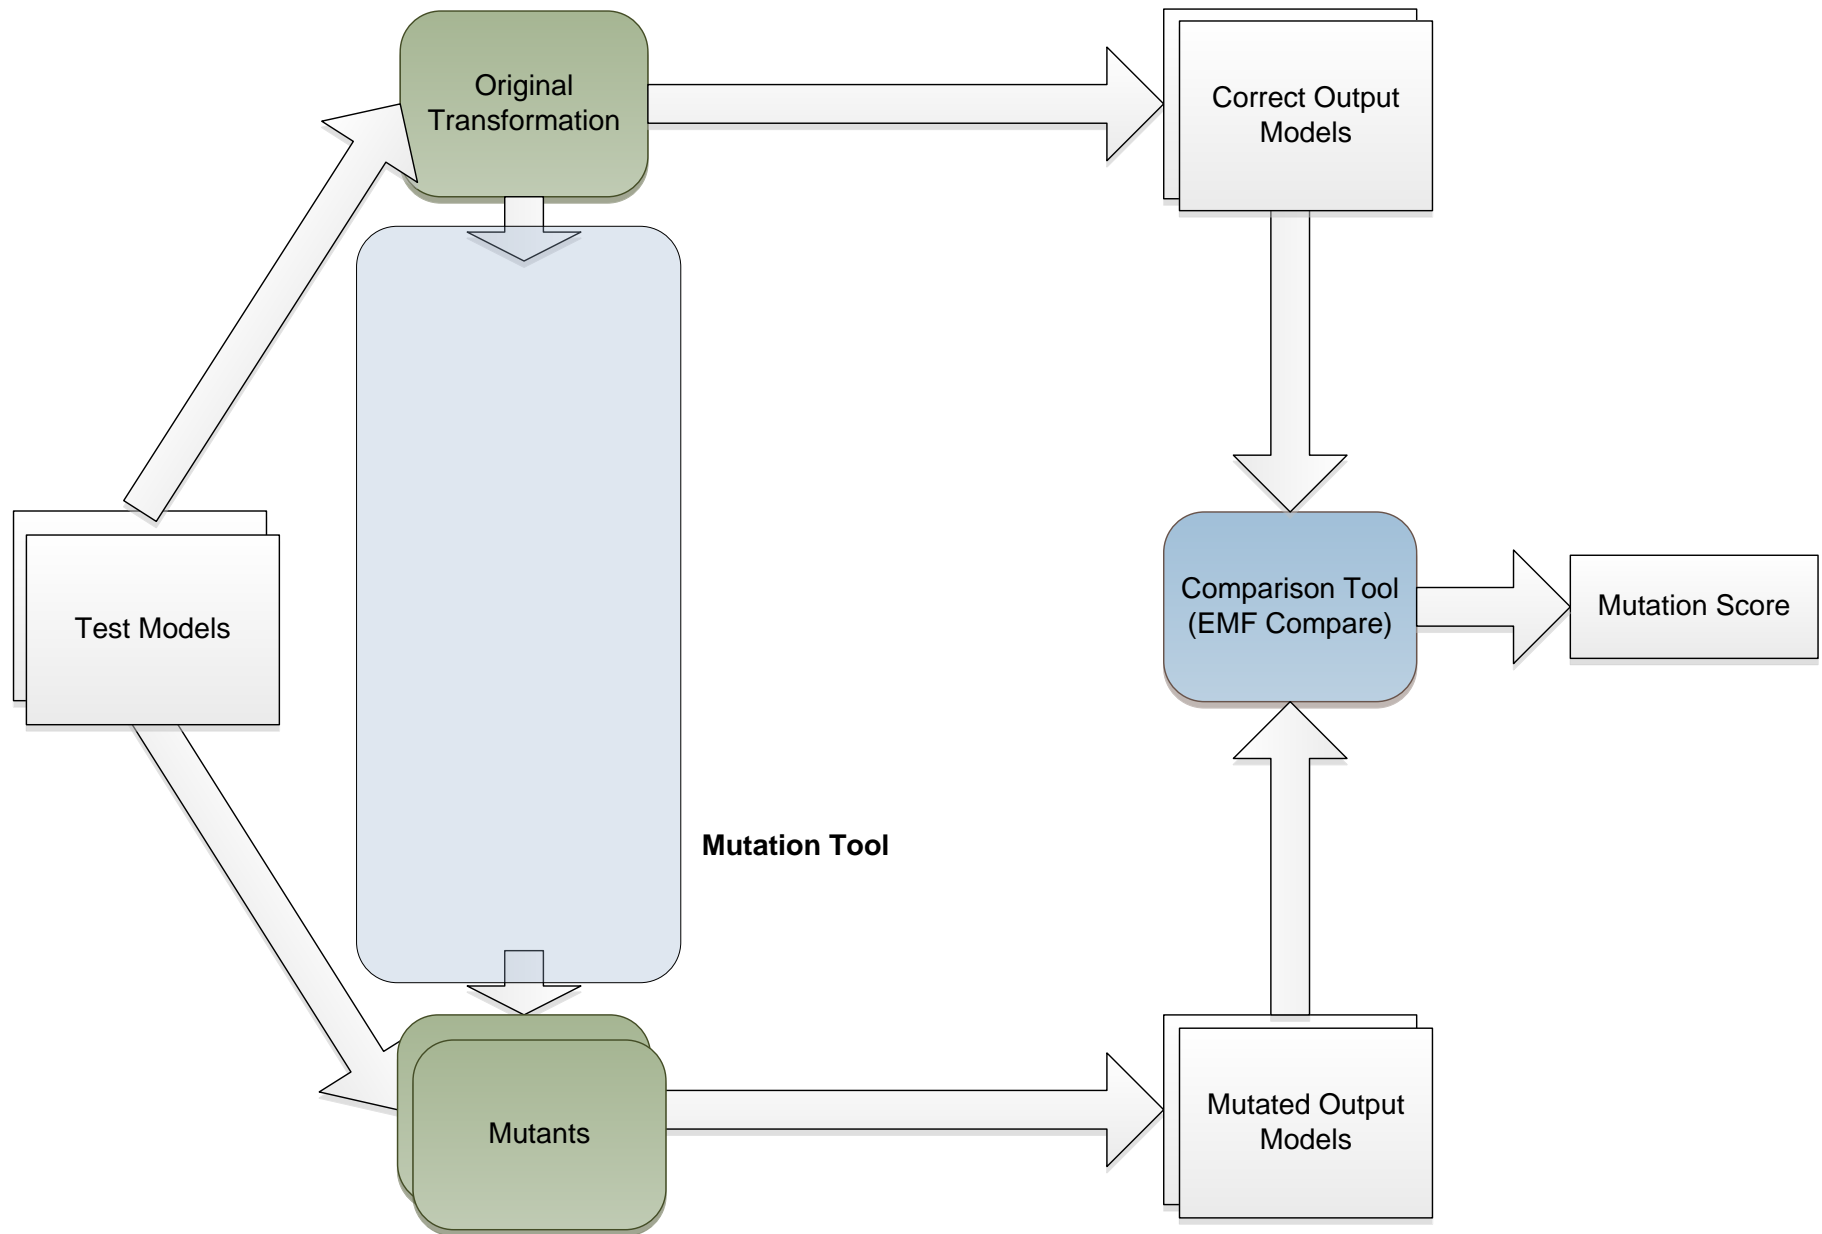 Original
Transformation
Correct Output
Models
Test Models
Comparison Tool
(EMF Compare)
Mutation Score
Mutation Tool
Mutants
Mutated Output
Models